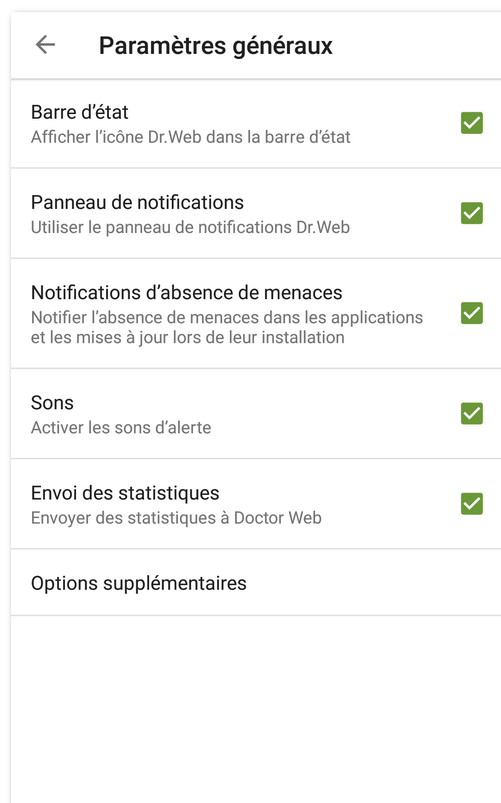 Paramètres généraux
Barre d’état
Afficher l’icône Dr.Web dans la barre d’état
Panneau de notifications
Utiliser le panneau de notifications Dr.Web
Notifications d’absence de menaces
Notifier l’absence de menaces dans les applications
et les mises à jour lors de leur installation
Sons
Activer les sons d’alerte
Envoi des statistiques
Envoyer des statistiques à Doctor Web
Options supplémentaires